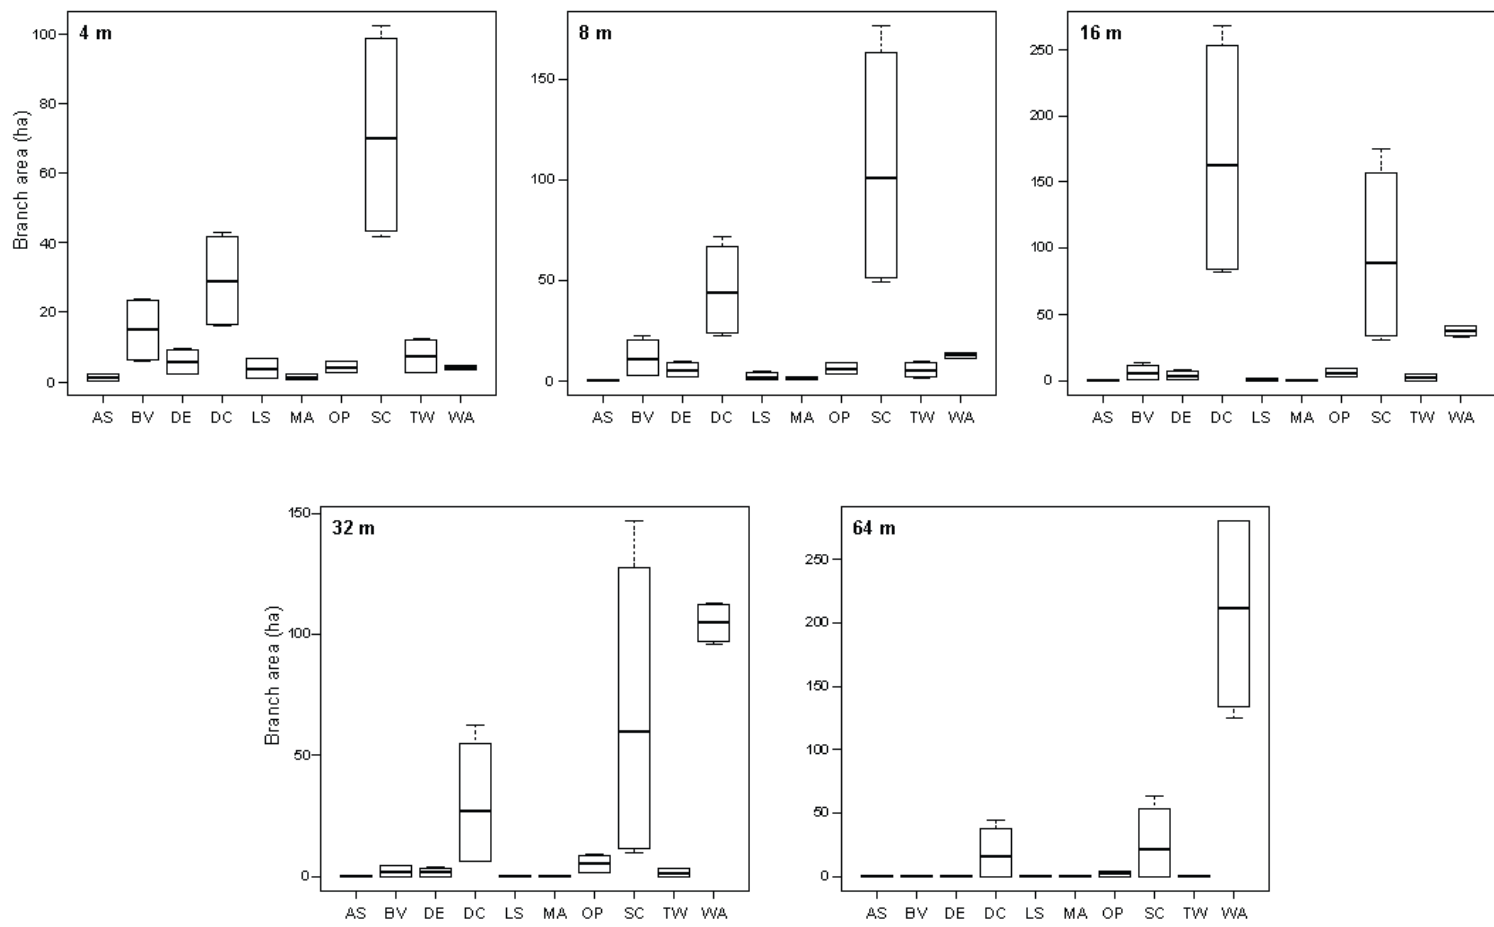 4 m
8 m
16 m
Branch area (ha)
100
80
60
40
20
0
150
100
50
0
250
200
150
100
50
0
AS BV DE DC LS MA OP SC TW WA
AS BV DE DC LS MA OP SC TW WA
AS BV DE DC LS MA OP SC TW WA
32 m
64 m
Branch area (ha)
150
100
50
0
250
200
150
100
50
0
AS BV DE DC LS MA OP SC TW WA
AS BV DE DC LS MA OP SC TW WA